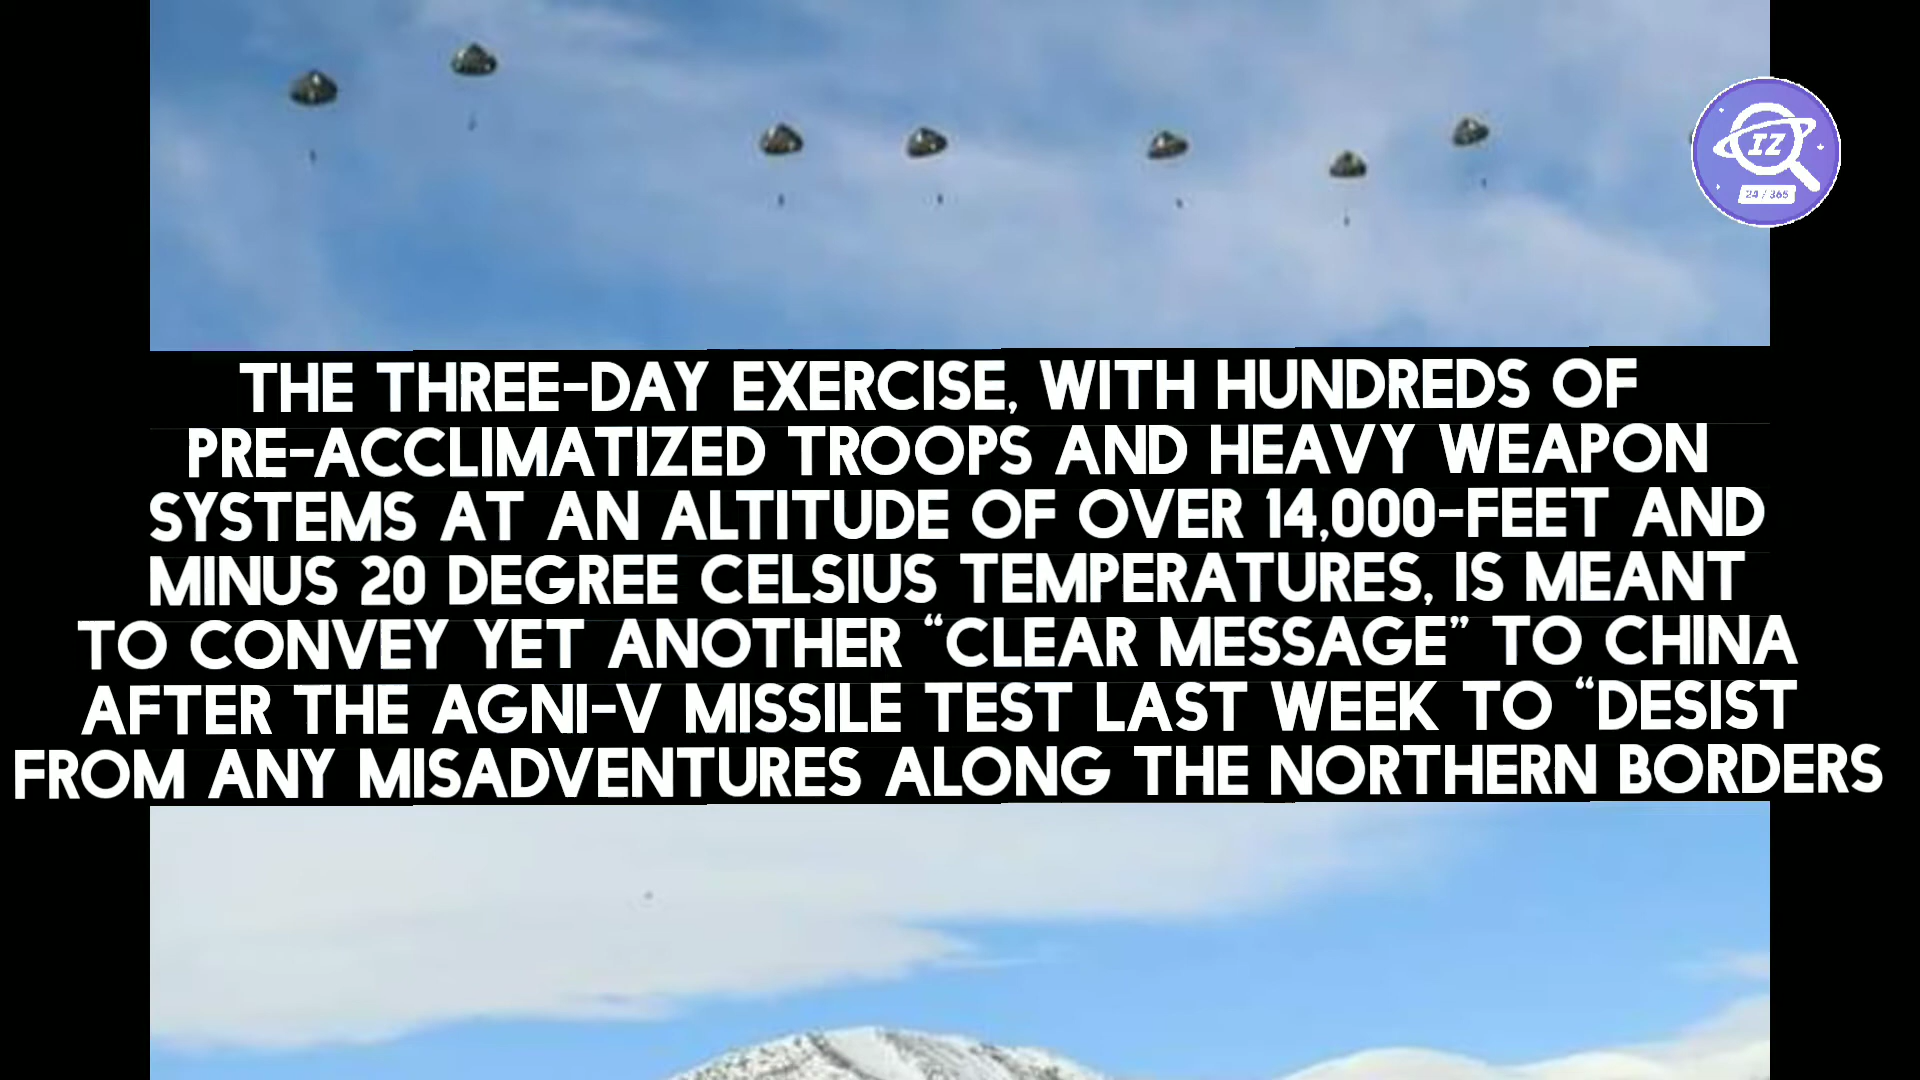 IZ
24 / 365
THE THREE-DAY EXERCISE, WITH HUNDREDS OF
PRE-ACCLIMATIZED TROOPS AND HEAVY WEAPON
SYSTEMS AT AN ALTITUDE OF OVER 14,000-FEET AND
MINUS 20 DEGREE CELSIUS TEMPERATURES, IS MEANT
TO CONVEY YET ANOTHER “CLEAR MESSAGE” TO CHINA
AFTER THE AGNI-V MISSILE TEST LAST WEEK TO “DESIST
FROM ANY MISADVENTURES ALONG THE NORTHERN BORDERS